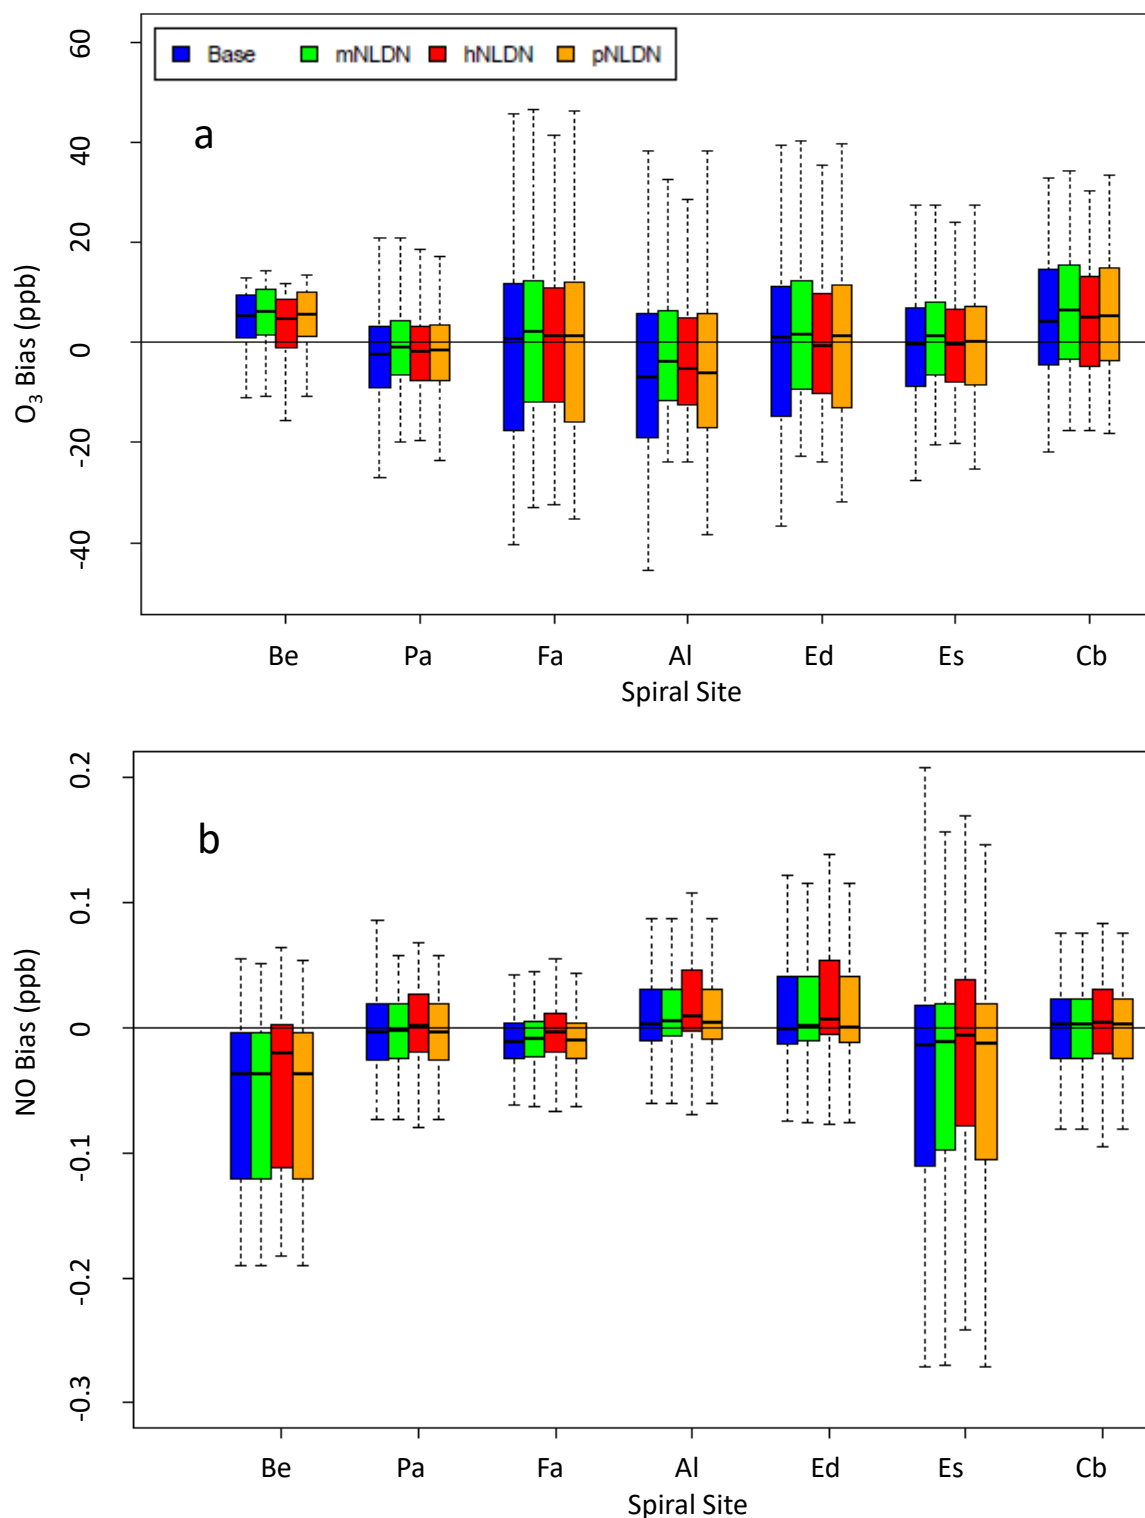 60
Base mNLDN hNLDN pNLDN
a
40
20
0
-20
-40
O3 Bias (ppb)
Be Pa Fa Al Ed Es Cb
Spiral Site
0.2
b
0.1
0
-0.1
-0.2
-0.3
NO Bias (ppb)
Be Pa Fa Al Ed Es Cb
Spiral Site